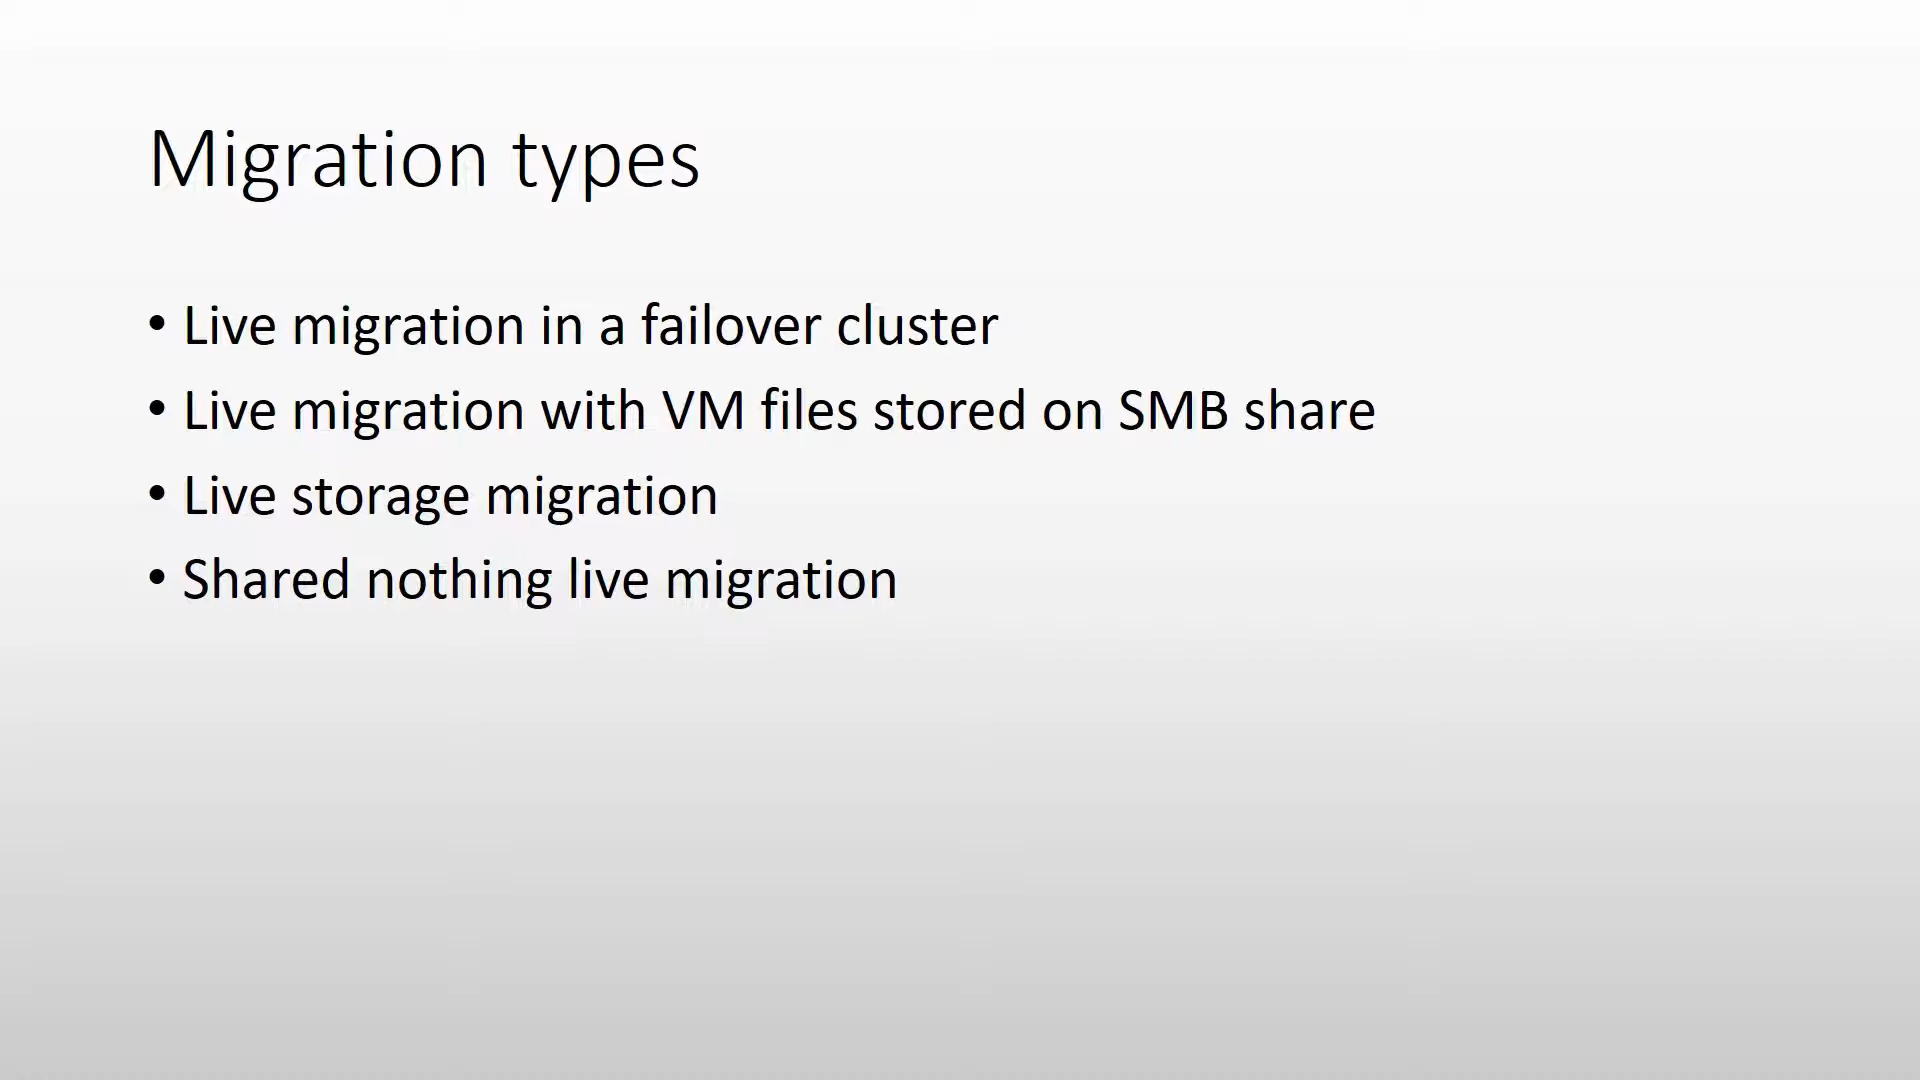 Migration types
• Live migration in a failover cluster
• Live migration with VM files stored on SMB share
• Live storage migration
• Shared nothing live migration